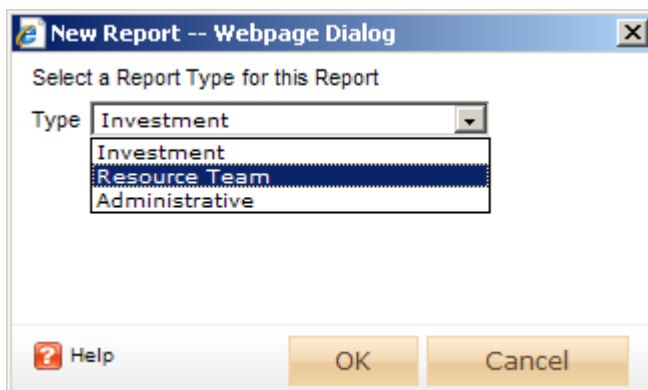 New Report -- Webpage Dialog
Select a Report Type for this Report
Type Investment
Investment
Resource Team
Administrative
Help OK Cancel